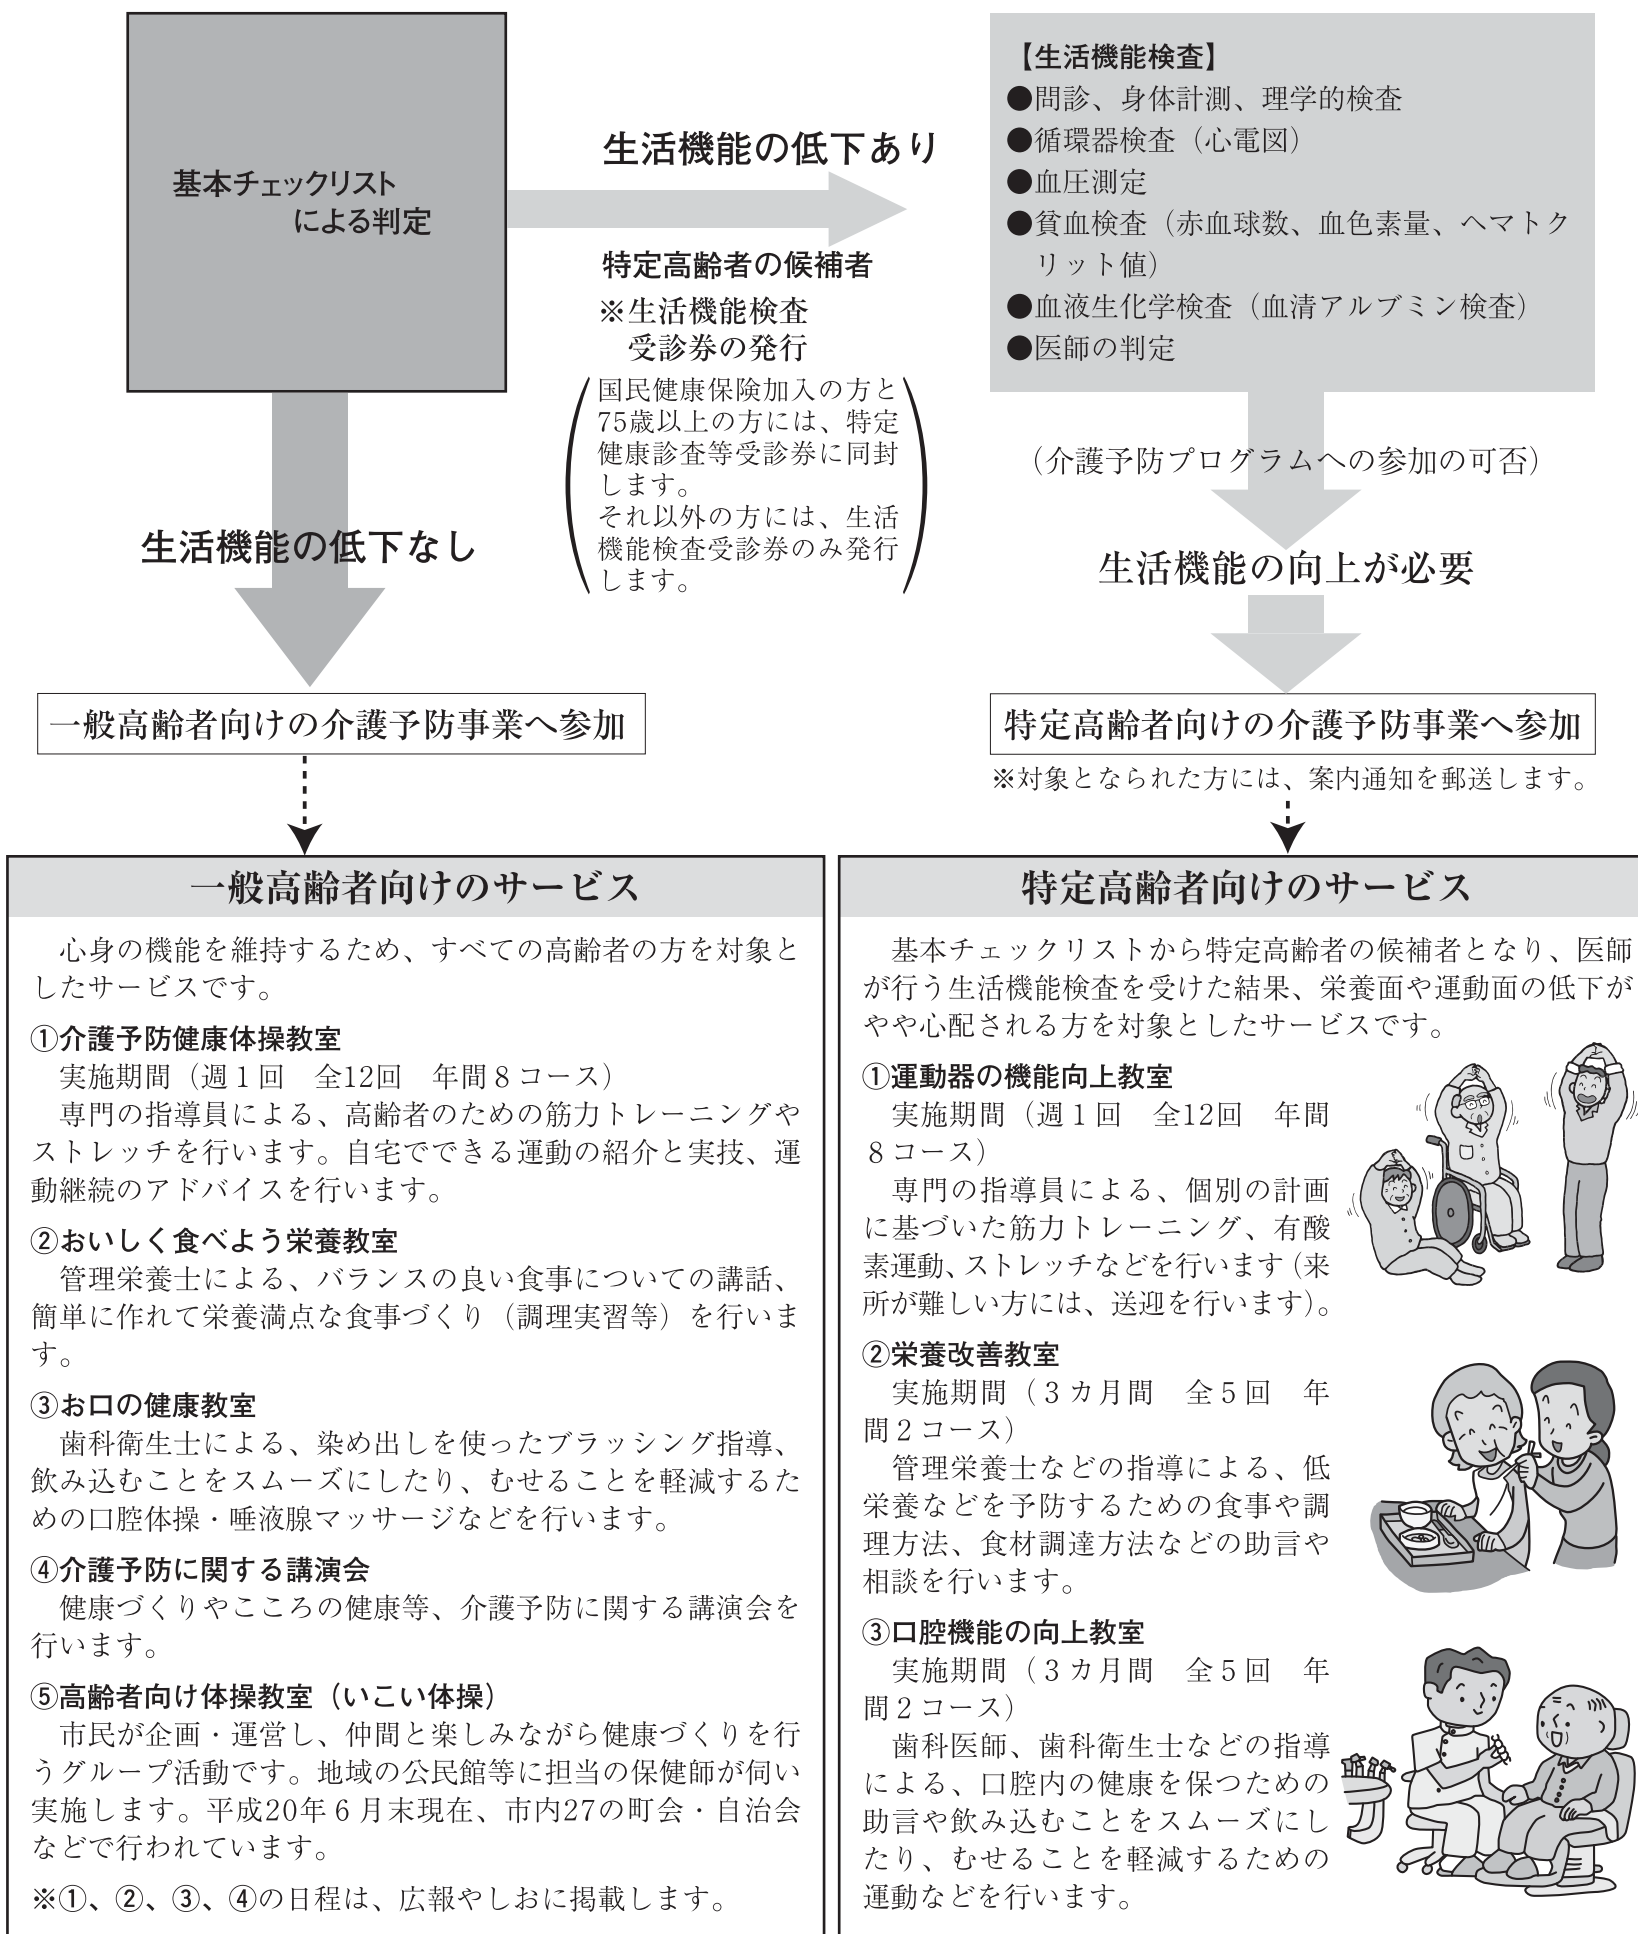 基本チェックリスト
による判定
生活機能の低下あり
特定高齢者の候補者
※生活機能検査
受診券の発行
（国民健康保険加入の方と
75歳以上の方には、特定
健康診査等受診券に同封
します。
それ以外の方には、生活
機能検査受診券のみ発行
します。）
【生活機能検査】
●問診、身体計測、理学的検査
●循環器検査（心電図）
●血圧測定
●貧血検査（赤血球数、血色素量、ヘマトク
リット値）
●血液生化学検査（血清アルブミン検査）
●医師の判定
（介護予防プログラムへの参加の可否）
生活機能の向上が必要
生活機能の低下なし
一般高齢者向けの介護予防事業へ参加
特定高齢者向けの介護予防事業へ参加
※対象となられた方には、案内通知を郵送します。
一般高齢者向けのサービス
心身の機能を維持するため、すべての高齢者の方を対象と
したサービスです。
①介護予防健康体操教室
実施期間（週１回　全12回　年間８コース）
専門の指導員による、高齢者のための筋力トレーニングや
ストレッチを行います。自宅でできる運動の紹介と実技、運
動継続のアドバイスを行います。
②おいしく食べよう栄養教室
管理栄養士による、バランスの良い食事についての講話、
簡単に作れて栄養満点な食事づくり（調理実習等）を行いま
す。
③お口の健康教室
歯科衛生士による、染め出しを使ったブラッシング指導、
飲み込むことをスムーズにしたり、むせることを軽減するた
めの口腔体操・唾液腺マッサージなどを行います。
④介護予防に関する講演会
健康づくりやこころの健康等、介護予防に関する講演会を
行います。
⑤高齢者向け体操教室（いこい体操）
市民が企画・運営し、仲間と楽しみながら健康づくりを行
うグループ活動です。地域の公民館等に担当の保健師が伺い
実施します。平成20年６月末現在、市内27の町会・自治会
などで行われています。
※①、②、③、④の日程は、広報やしおに掲載します。
特定高齢者向けのサービス
基本チェックリストから特定高齢者の候補者となり、医師
が行う生活機能検査を受けた結果、栄養面や運動面の低下が
やや心配される方を対象としたサービスです。
①運動器の機能向上教室
実施期間（週１回　全12回　年間
８コース）
専門の指導員による、個別の計画
に基づいた筋力トレーニング、有酸
素運動、ストレッチなどを行います（来
所が難しい方には、送迎を行います）。
②栄養改善教室
実施期間（３カ月間　全５回　年
間２コース）
管理栄養士などの指導による、低
栄養などを予防するための食事や調
理方法、食材調達方法などの助言や
相談を行います。
③口腔機能の向上教室
実施期間（３カ月間　全５回　年
間２コース）
歯科医師、歯科衛生士などの指導
による、口腔内の健康を保つための
助言や飲み込むことをスムーズにし
たり、むせることを軽減するための
運動などを行います。